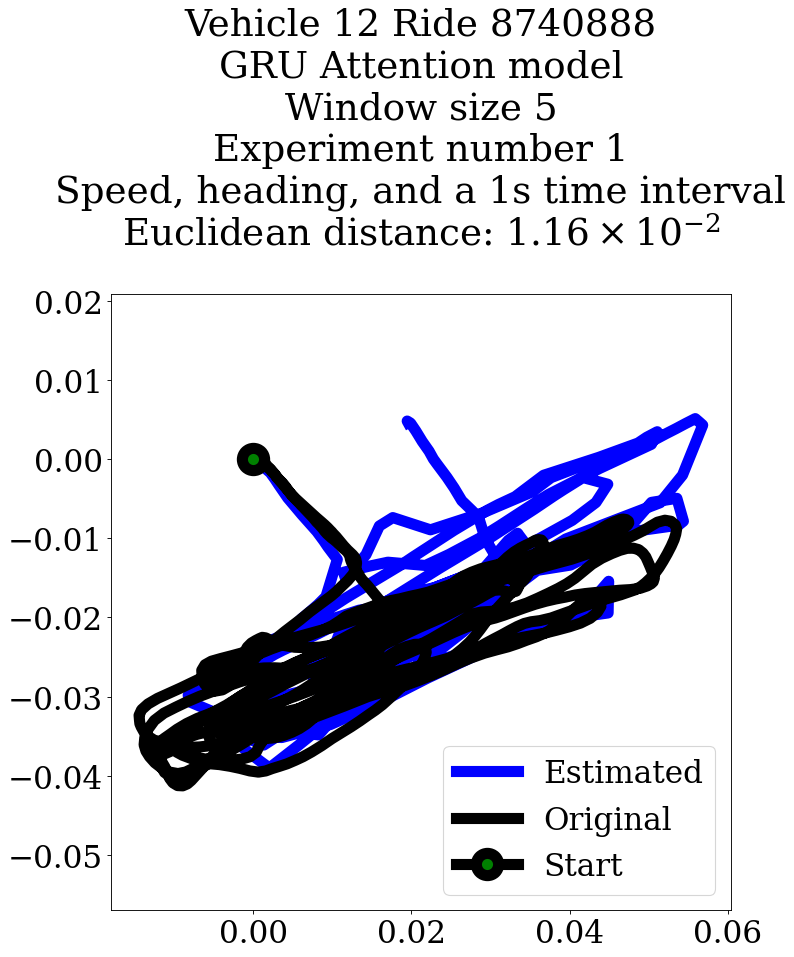 Vehicle 12 Ride 8740888
GRU Attention model
Window size 5
Experiment number 1
Speed, heading, and a 1s time interval
Euclidean distance: 1.16 × 10⁻²
0.02
0.01
0.00
−0.01
−0.02
−0.03
−0.04
−0.05
Estimated
Original
Start
0.00 0.02 0.04 0.06